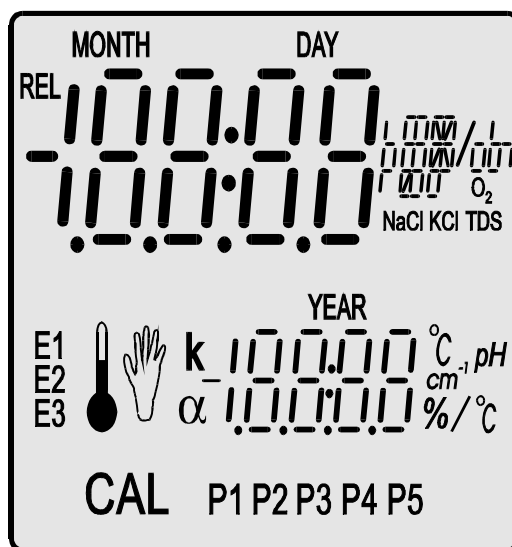 MONTH DAY
REL
O2
NaCl KCl TDS
YEAR
E1 k °C pH
E2 cm-1
E3 α %/°C
CAL P1 P2 P3 P4 P5